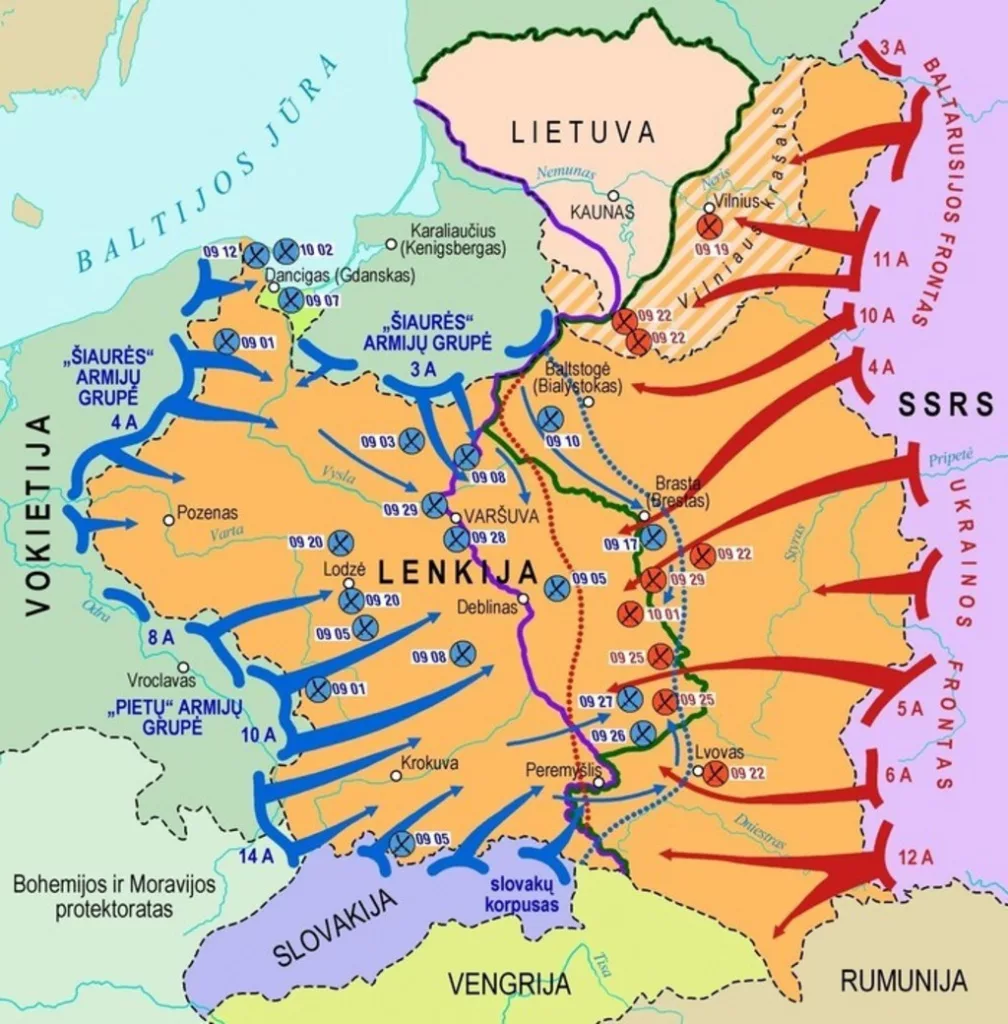 3 A
BALTARUSIJOS FRONTAS
BALTIJOS JŪRA
LIETUVA
Nemunas
KAUNAS
Neris
Vilnius
09 19
Vilniaus kraštas
11 A
10 A
4 A
SSRS
Karaliaučius
(Kenigsbergas)
09 12
10 02
Dancigas (Gdanskas)
09 07
09 01
„ŠIAURĖS“
ARMIJŲ GRUPĖ
3 A
„ŠIAURĖS“
ARMIJŲ
GRUPĖ
4 A
09 22
09 22
Baltstogė
(Bialystokas)
09 10
09 03
09 08
Vysla
VOKIETIJA
Pozenas
Varta
09 29
VARŠUVA
09 28
Brasta
(Brestas)
09 17
09 22
Pripetė
UKRAINOS FRONTAS
Styras
09 20
Lodzė
LENKIJA
09 20
Deblinas
09 05
09 29
10 01
Odra
8 A
09 05
09 08
09 25
Vroclavas
09 01
„PIETŲ“ ARMIJŲ
GRUPĖ
10 A
09 27
09 25
09 26
5 A
Krokuva
Peremyšlis
Lvovas
09 22
6 A
Dniestras
14 A
09 05
12 A
Bohemijos ir Moravijos
protektoratas
slovakų
korpusas
SLOVAKIJA
VENGRIJA
Tisa
RUMUNIJA